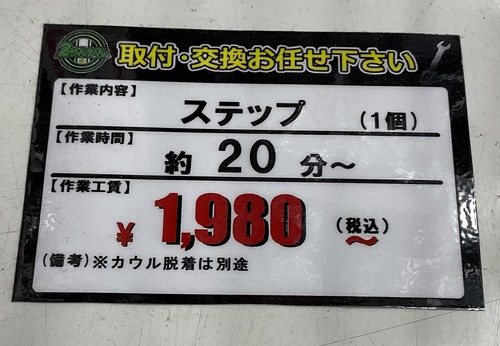 取付・交換お任せ下さい
【作業内容】
ステップ (1個)
【作業時間】
約 20 分～
【作業工賃】
¥ 1,980 (税込)～
(備考)※カウル脱着は別途